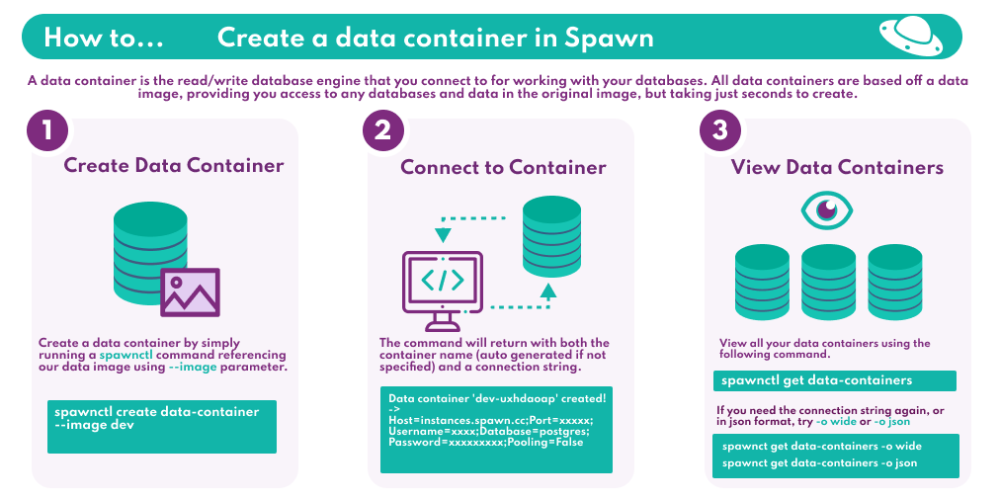 How to... Create a data container in Spawn
A data container is the read/write database engine that you connect to for working with your databases. All data containers are based off a data
image, providing you access to any databases and data in the original image, but taking just seconds to create.
1
Create Data Container
Create a data container by simply
running a spawnctl command referencing
our data image using --image parameter.
spawnctl create data-container
--image dev
2
Connect to Container
</>
The command will return with both the
container name (auto generated if not
specified) and a connection string.
Data container 'dev-uxhdaoap' created!
->
Host=instances.spawn.cc;Port=xxxxx;
Username=xxxx;Database=postgres;
Password=xxxxxxxxx;Pooling=False
3
View Data Containers
View all your data containers using the
following command.
spawnctl get data-containers
If you need the connection string again, or
in json format, try -o wide or -o json
spawnct get data-containers -o wide
spawnct get data-containers -o json